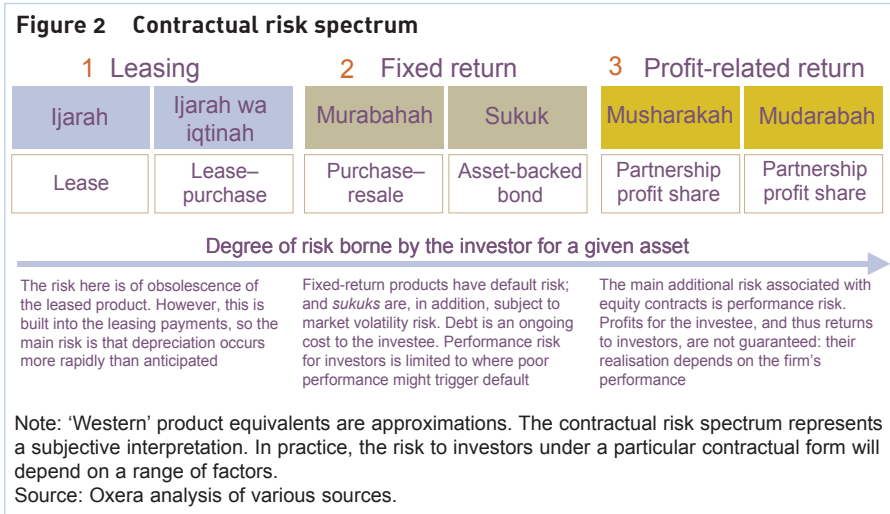 Figure 2 Contractual risk spectrum
1 Leasing
2 Fixed return
3 Profit-related return
Ijarah
Ijarah wa
iqtinah
Murabahah
Sukuk
Musharakah
Mudarabah
Lease
Lease–
purchase
Purchase–
resale
Asset-backed
bond
Partnership
profit share
Partnership
profit share
Degree of risk borne by the investor for a given asset
The risk here is of obsolescence of
the leased product. However, this is
built into the leasing payments, so the
main risk is that depreciation occurs
more rapidly than anticipated
Fixed-return products have default risk;
and sukuks are, in addition, subject to
market volatility risk. Debt is an ongoing
cost to the investee. Performance risk
for investors is limited to where poor
performance might trigger default
The main additional risk associated with
equity contracts is performance risk.
Profits for the investee, and thus returns
to investors, are not guaranteed: their
realisation depends on the firm's
performance
Note: ‘Western’ product equivalents are approximations. The contractual risk spectrum represents
a subjective interpretation. In practice, the risk to investors under a particular contractual form will
depend on a range of factors.
Source: Oxera analysis of various sources.